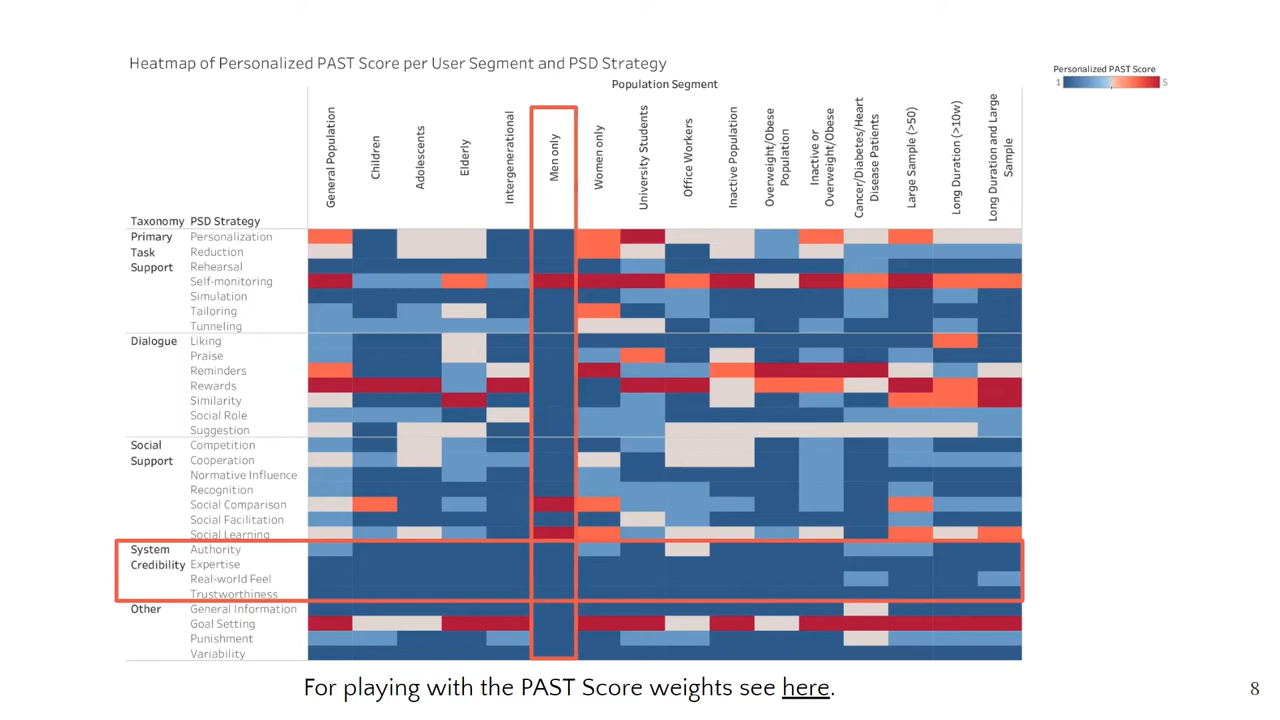 Heatmap of Personalized PAST Score per User Segment and PSD Strategy
Personalized PAST Score
1 5
Population Segment
General Population
Children
Adolescents
Elderly
Intergenerational
Men only
Women only
University Students
Office Workers
Inactive Population
Overweight/Obese
Population
Inactive or
Overweight/Obese
Cancer/Diabetes/Heart
Disease Patients
Large Sample (>50)
Long Duration (>10w)
Long Duration and Large
Sample
Taxonomy PSD Strategy
Primary Personalization
Task Reduction
Support Rehearsal
Self-monitoring
Simulation
Tailoring
Tunneling
Dialogue Liking
Praise
Reminders
Rewards
Similarity
Social Role
Suggestion
Social Competition
Support Cooperation
Normative Influence
Recognition
Social Comparison
Social Facilitation
Social Learning
System Authority
Credibility Expertise
Real-world Feel
Trustworthiness
Other General Information
Goal Setting
Punishment
Variability
For playing with the PAST Score weights see here.
8